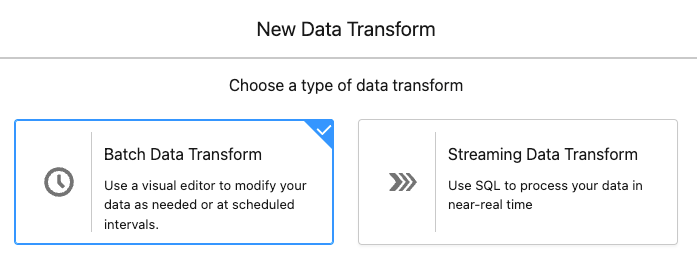 New Data Transform
Choose a type of data transform
Batch Data Transform
Use a visual editor to modify your
data as needed or at scheduled
intervals.
Streaming Data Transform
Use SQL to process your data in
near-real time